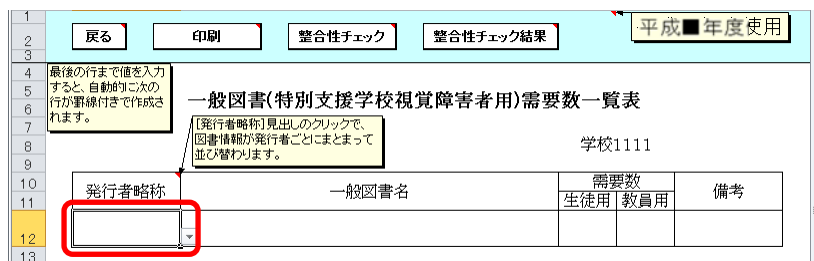 1
2
3
4
5
6
7
8
9
10
11
12
13
戻る
印刷
整合性チェック
整合性チェック結果
平成■年度使用
最後の行まで値を入力
すると、自動的に次の
行が罫線付きで作成さ
れます。
一般図書(特別支援学校視覚障害者用)需要数一覧表
[発行者略称]見出しのクリックで、
図書情報が発行者ごとにまとまって
並び替わります。
学校1111
発行者略称
一般図書名
需要数
生徒用
教員用
備考